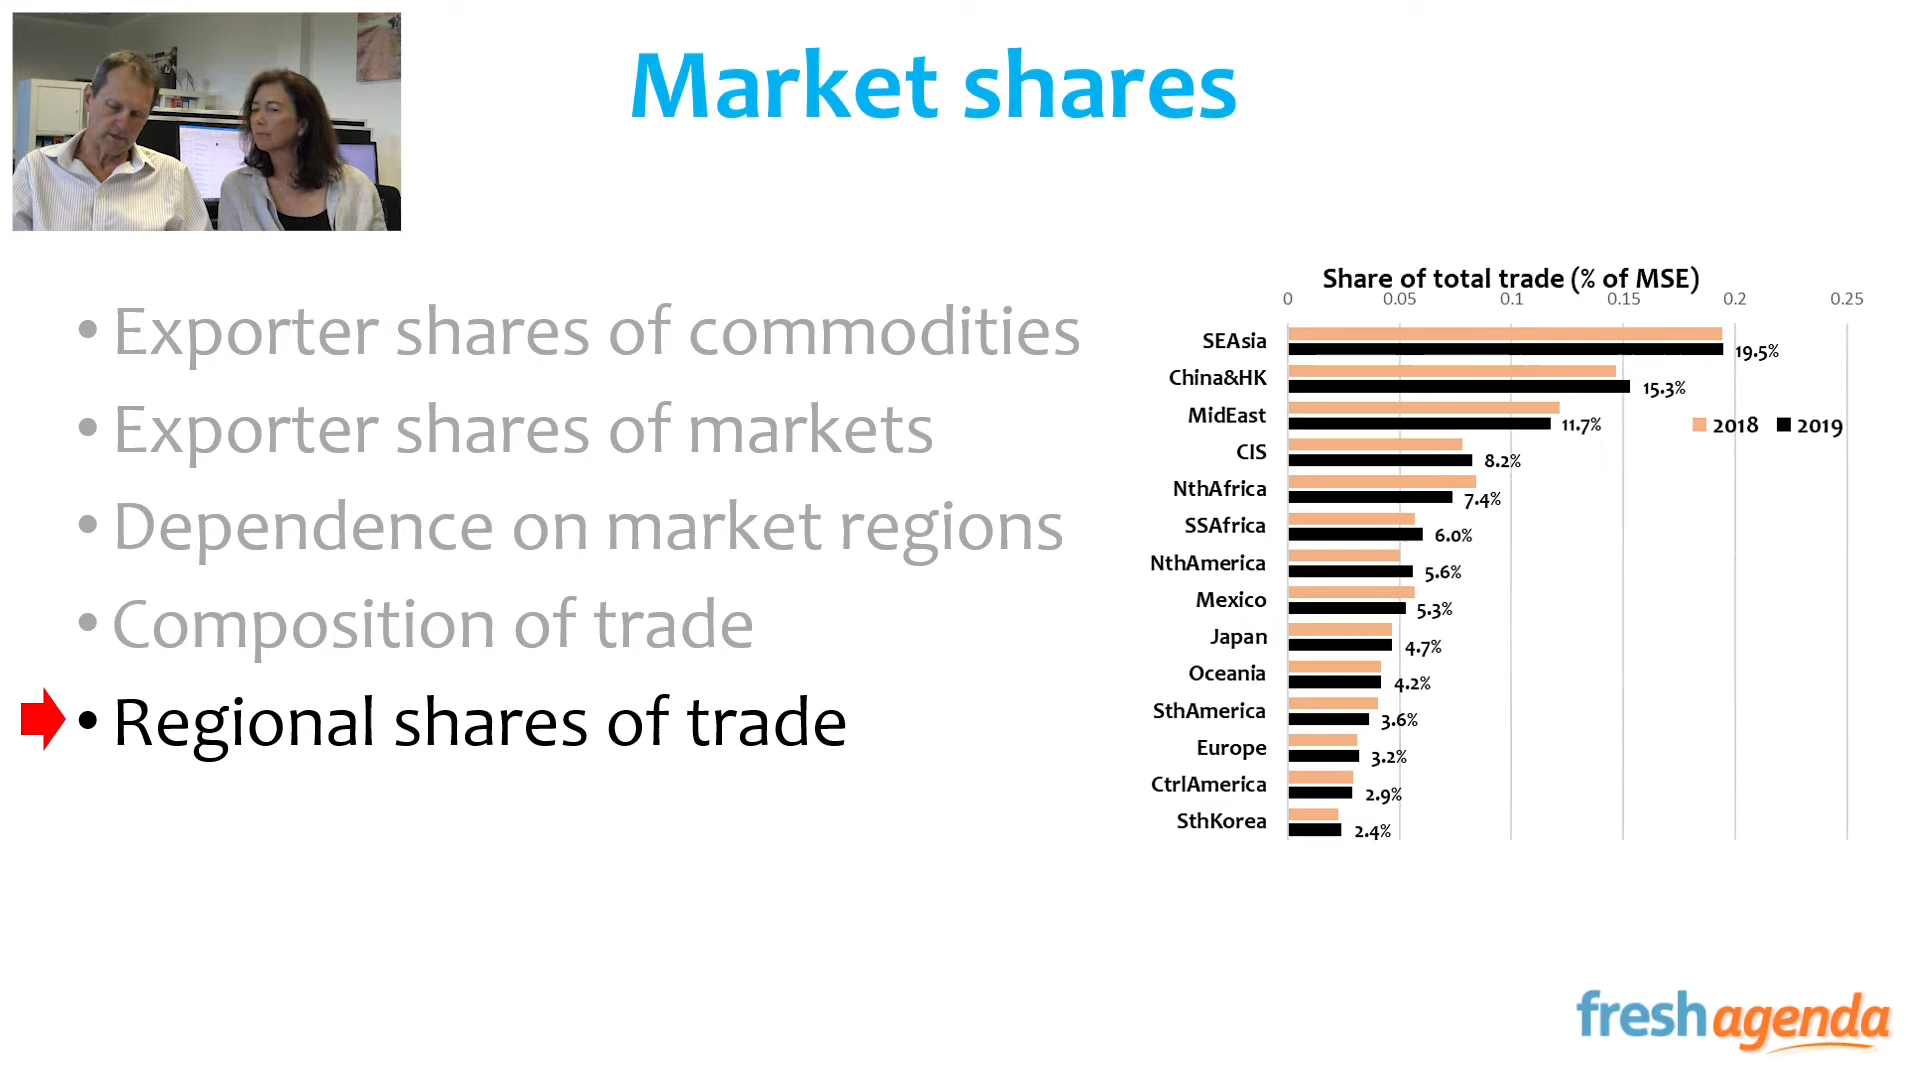 Market shares
• Exporter shares of commodities
• Exporter shares of markets
• Dependence on market regions
• Composition of trade
• Regional shares of trade
Share of total trade (% of MSE)
0 0.05 0.1 0.15 0.2 0.25
SEAsia 19.5%
China&HK 15.3%
MidEast 11.7%
2018 2019
CIS 8.2%
NthAfrica 7.4%
SSAfrica 6.0%
NthAmerica 5.6%
Mexico 5.3%
Japan 4.7%
Oceania 4.2%
SthAmerica 3.6%
Europe 3.2%
CtrlAmerica 2.9%
SthKorea 2.4%
fresh agenda